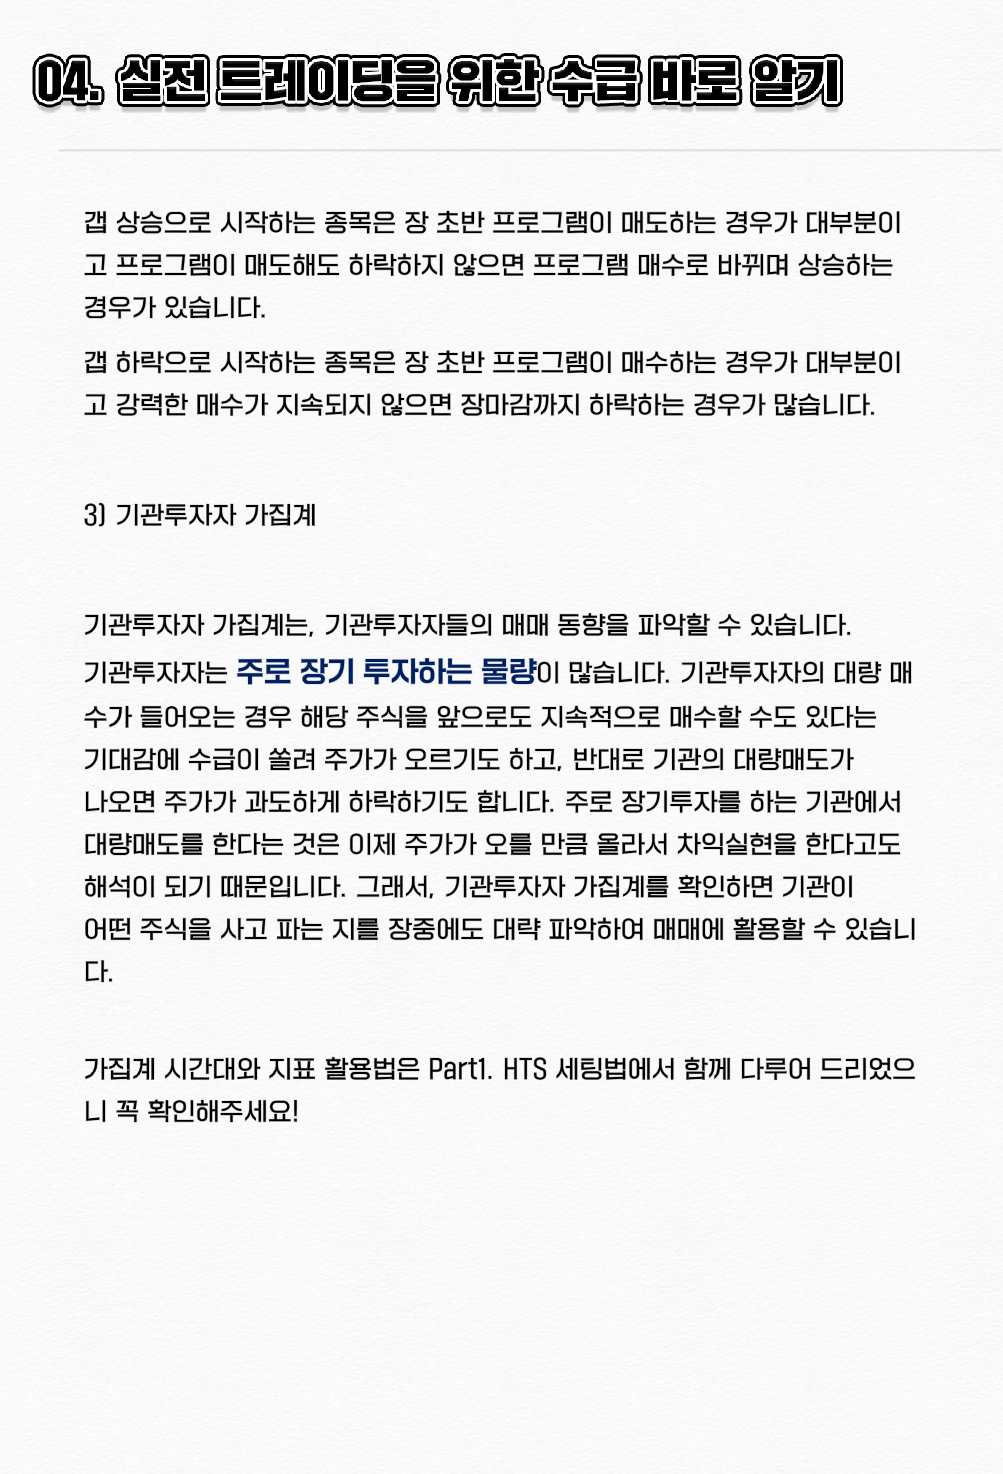 04. 실전 트레이딩을 위한 수급 바로 알기
갭 상승으로 시작하는 종목은 장 초반 프로그램이 매도하는 경우가 대부분이
고 프로그램이 매도해도 하락하지 않으면 프로그램 매수로 바뀌며 상승하는
경우가 있습니다.
갭 하락으로 시작하는 종목은 장 초반 프로그램이 매수하는 경우가 대부분이
고 강력한 매수가 지속되지 않으면 장마감까지 하락하는 경우가 많습니다.
3) 기관투자자 가집계
기관투자자 가집계는, 기관투자자들의 매매 동향을 파악할 수 있습니다.
기관투자자는 주로 장기 투자하는 물량이 많습니다. 기관투자자의 대량 매
수가 들어오는 경우 해당 주식을 앞으로도 지속적으로 매수할 수도 있다는
기대감에 수급이 쏠려 주가가 오르기도 하고, 반대로 기관의 대량매도가
나오면 주가가 과도하게 하락하기도 합니다. 주로 장기투자를 하는 기관에서
대량매도를 한다는 것은 이제 주가가 오를 만큼 올라서 차익실현을 한다고도
해석이 되기 때문입니다. 그래서, 기관투자자 가집계를 확인하면 기관이
어떤 주식을 사고 파는 지를 장중에도 대략 파악하여 매매에 활용할 수 있습니
다.
가집계 시간대와 지표 활용법은 Part1. HTS 세팅법에서 함께 다루어 드리었으
니 꼭 확인해주세요!